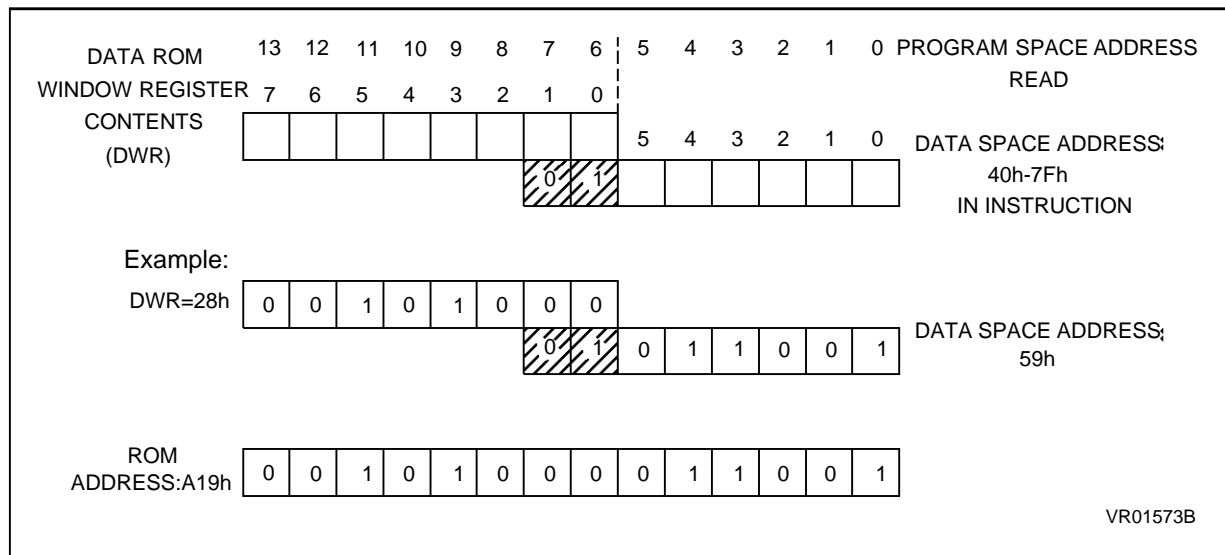 DATA ROM 13 12 11 10 9 8 7 6 5 4 3 2 1 0 PROGRAM SPACE ADDRESS
READ
WINDOW REGISTER 7 6 5 4 3 2 1 0
CONTENTS
(DWR)
5 4 3 2 1 0 DATA SPACE ADDRESS:
0 1 40h-7Fh
IN INSTRUCTION
Example:
DWR=28h 0 0 1 0 1 0 0 0
0 1 0 1 1 0 0 1 DATA SPACE ADDRESS:
59h
ROM
ADDRESS:A19h 0 0 1 0 1 0 0 0 0 1 1 0 0 1
VR01573B